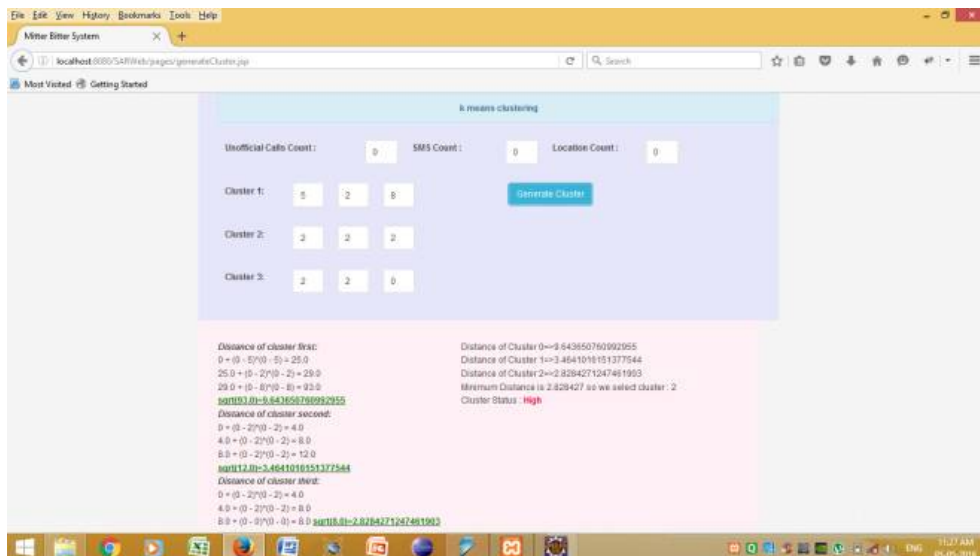 File Edit View History Bookmarks Tools Help
Mitter Bitter System
localhost:8080/SARWeb/pages/generateCluster.jsp
Search
Most Visited Getting Started
k means clustering
Unofficial Calls Count : 0 SMS Count : 0 Location Count : 0
Cluster 1: 5 2 8 Generate Cluster
Cluster 2: 2 2 2
Cluster 3: 2 2 0
Distance of cluster first:
0 + (0 - 5)*(0 - 5) = 25.0
25.0 + (0 - 2)*(0 - 2) = 29.0
29.0 + (0 - 8)*(0 - 8) = 93.0
sqrt(93.0)=9.643650760992955
Distance of cluster second:
0 + (0 - 2)*(0 - 2) = 4.0
4.0 + (0 - 2)*(0 - 2) = 8.0
8.0 + (0 - 2)*(0 - 2) = 12.0
sqrt(12.0)=3.4641016151377544
Distance of cluster third:
0 + (0 - 2)*(0 - 2) = 4.0
4.0 + (0 - 2)*(0 - 2) = 8.0
8.0 + (0 - 0)*(0 - 0) = 8.0 sqrt(8.0)=2.8284271247461903
Distance of Cluster 0=>9.643650760992955
Distance of Cluster 1=>3.4641016151377544
Distance of Cluster 2=>2.8284271247461903
Minimum Distance is 2.828427 so we select cluster : 2
Cluster Status : High
ENG 11:27 AM